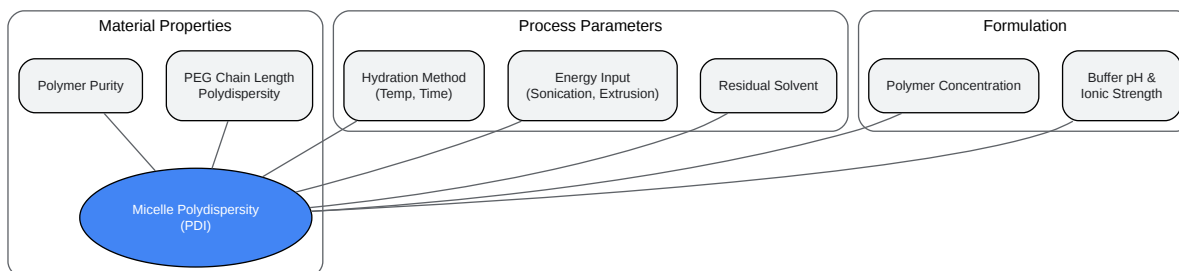 Material Properties
Process Parameters
Formulation
Polymer Purity
PEG Chain Length
Polydispersity
Hydration Method
(Temp, Time)
Energy Input
(Sonication, Extrusion)
Residual Solvent
Polymer Concentration
Buffer pH &
Ionic Strength
Micelle Polydispersity
(PDI)